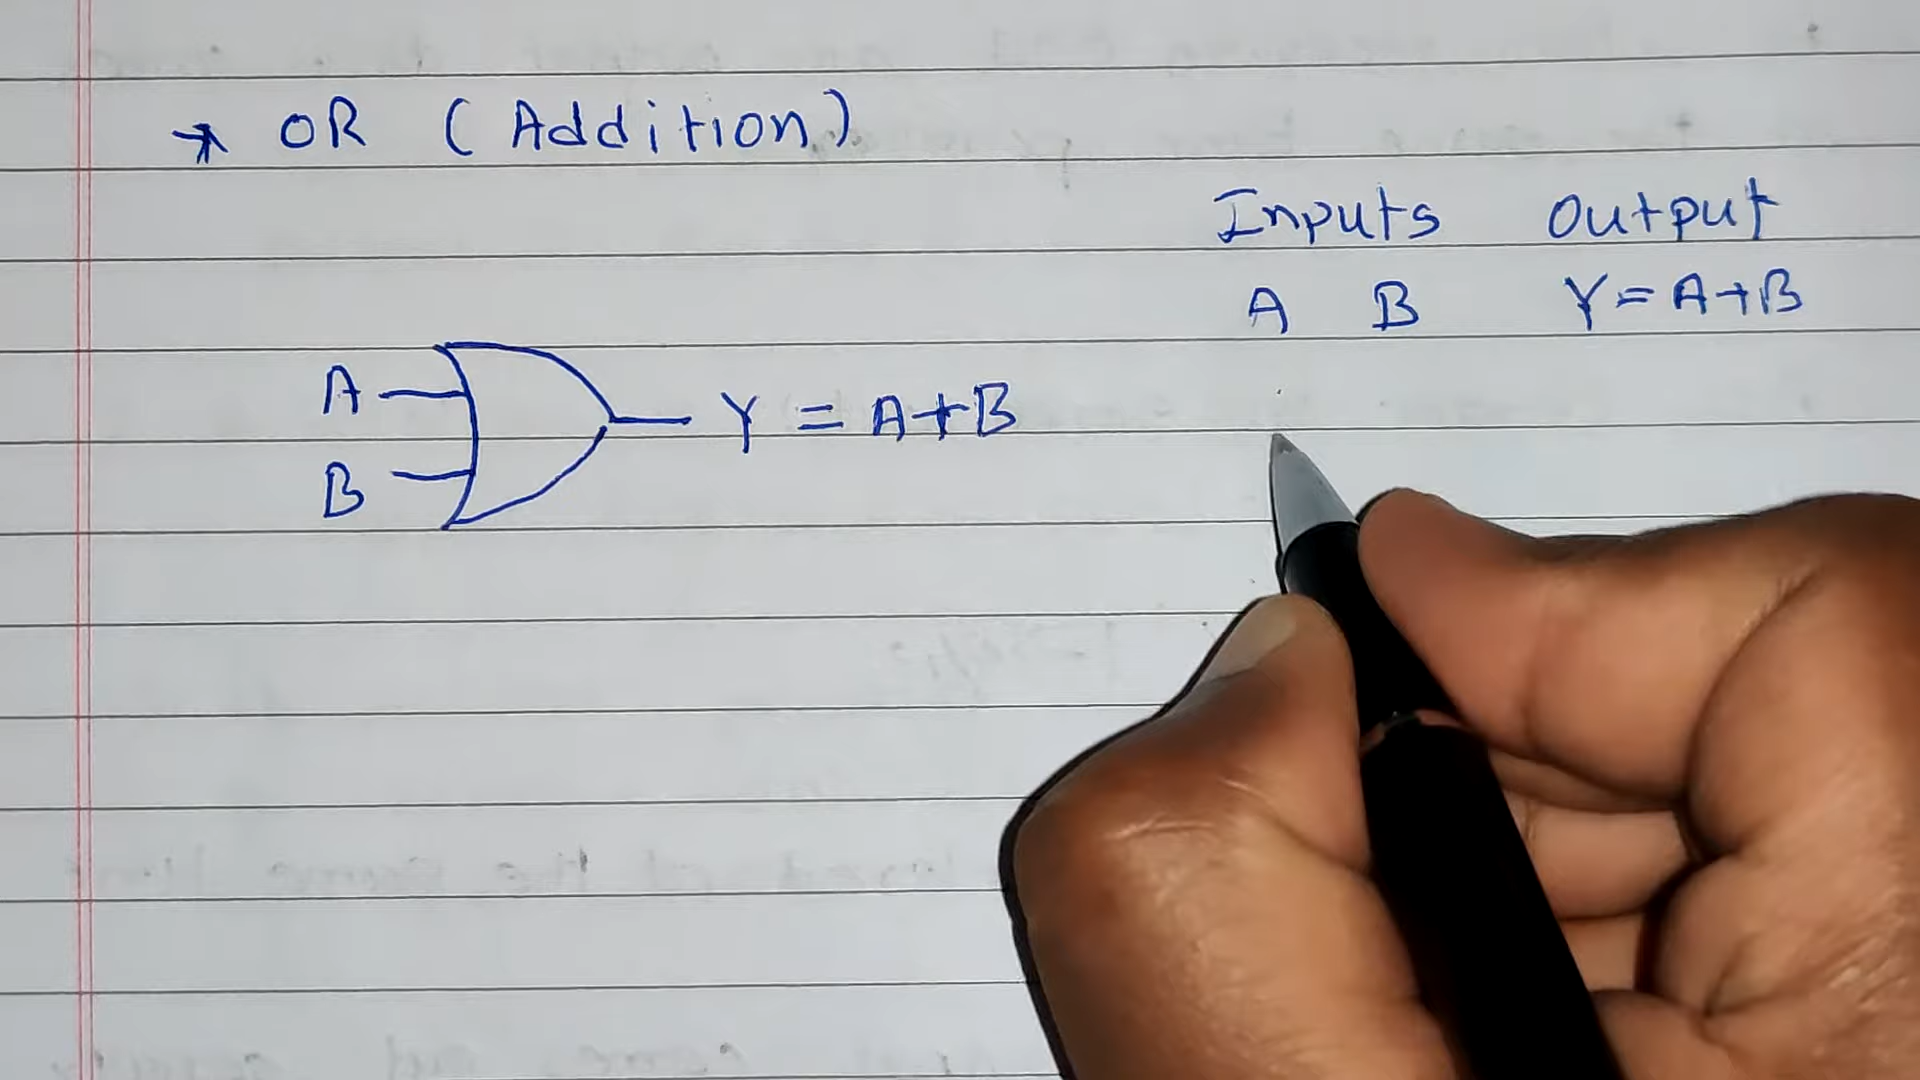 → OR (Addition)
Inputs Output
A B Y = A+B
A
Y = A+B
B